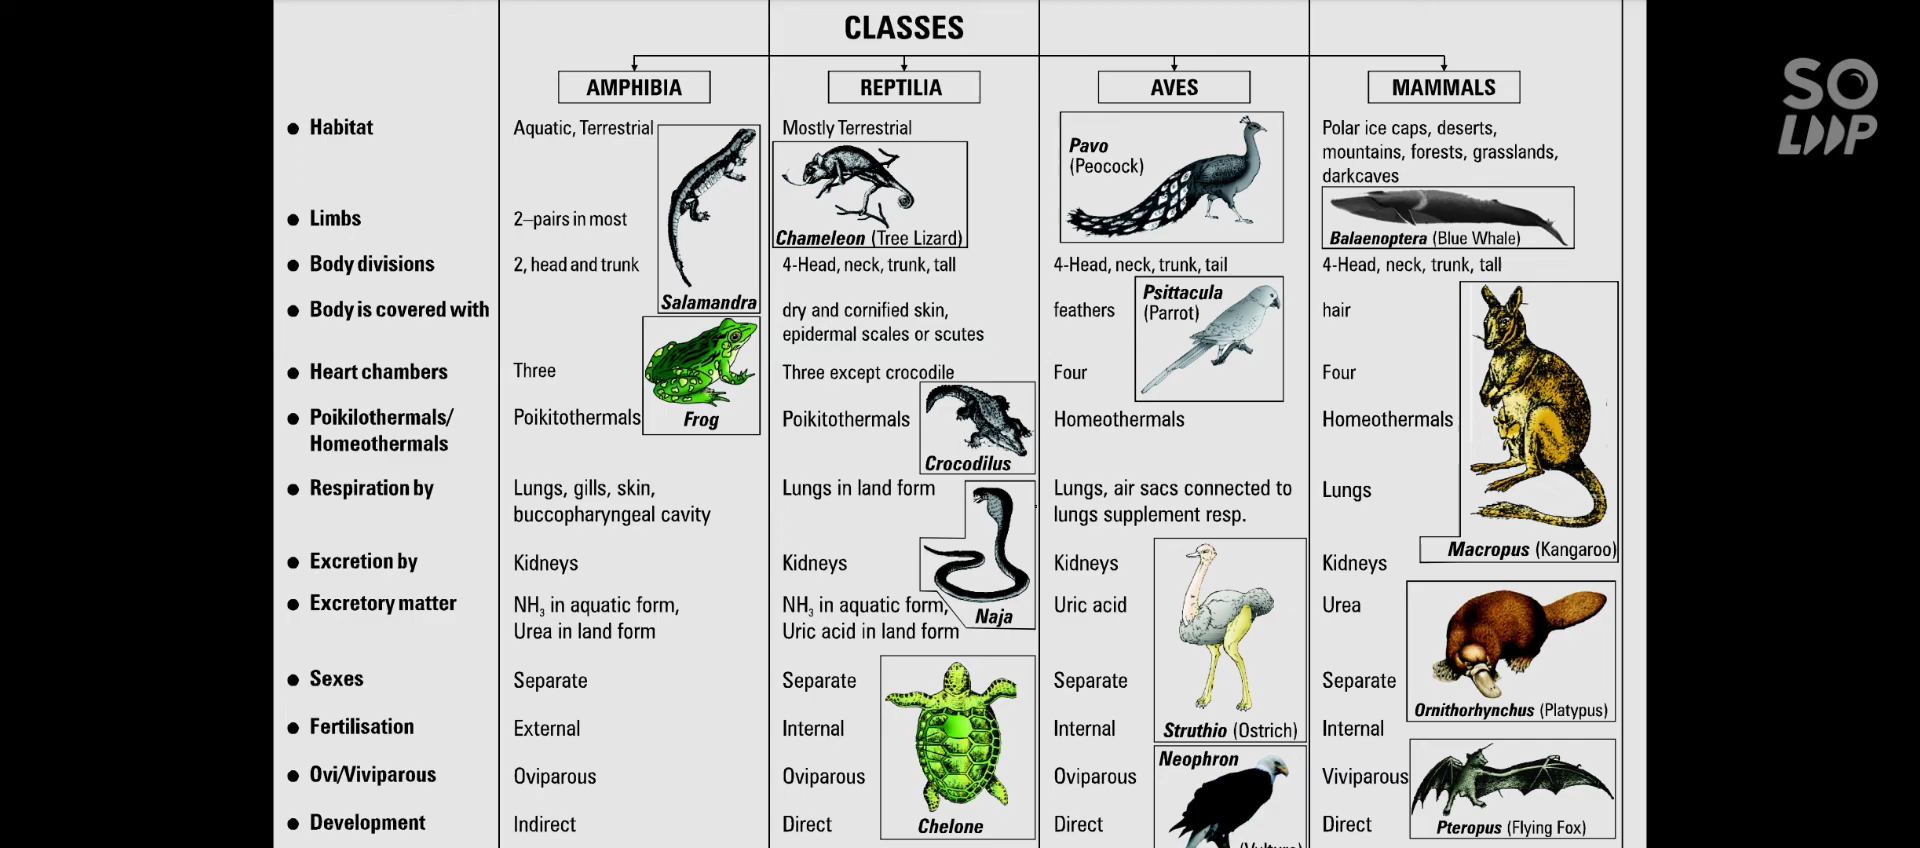 CLASSES
AMPHIBIA
REPTILIA
AVES
MAMMALS
SO
LOOP
● Habitat
Aquatic, Terrestrial
Mostly Terrestrial
Pavo
(Peocock)
Polar ice caps, deserts,
mountains, forests, grasslands,
darkcaves
● Limbs
2–pairs in most
Chameleon (Tree Lizard)
Balaenoptera (Blue Whale)
● Body divisions
2, head and trunk
4-Head, neck, trunk, tall
4-Head, neck, trunk, tail
4-Head, neck, trunk, tall
Salamandra
● Body is covered with
dry and cornified skin,
epidermal scales or scutes
feathers
Psittacula
(Parrot)
hair
● Heart chambers
Three
Three except crocodile
Four
Four
● Poikilothermals/
Homeothermals
Poikitothermals
Frog
Poikitothermals
Crocodilus
Homeothermals
Homeothermals
● Respiration by
Lungs, gills, skin,
buccopharyngeal cavity
Lungs in land form
Lungs, air sacs connected to
lungs supplement resp.
Lungs
Macropus (Kangaroo)
● Excretion by
Kidneys
Kidneys
Kidneys
Kidneys
● Excretory matter
NH₃ in aquatic form,
Urea in land form
NH₃ in aquatic form,
Uric acid in land form
Naja
Uric acid
Urea
● Sexes
Separate
Separate
Separate
Separate
Ornithorhynchus (Platypus)
● Fertilisation
External
Internal
Internal
Struthio (Ostrich)
Internal
● Ovi/Viviparous
Oviparous
Oviparous
Oviparous
Neophron
Viviparous
● Development
Indirect
Direct
Chelone
Direct
Direct
Pteropus (Flying Fox)